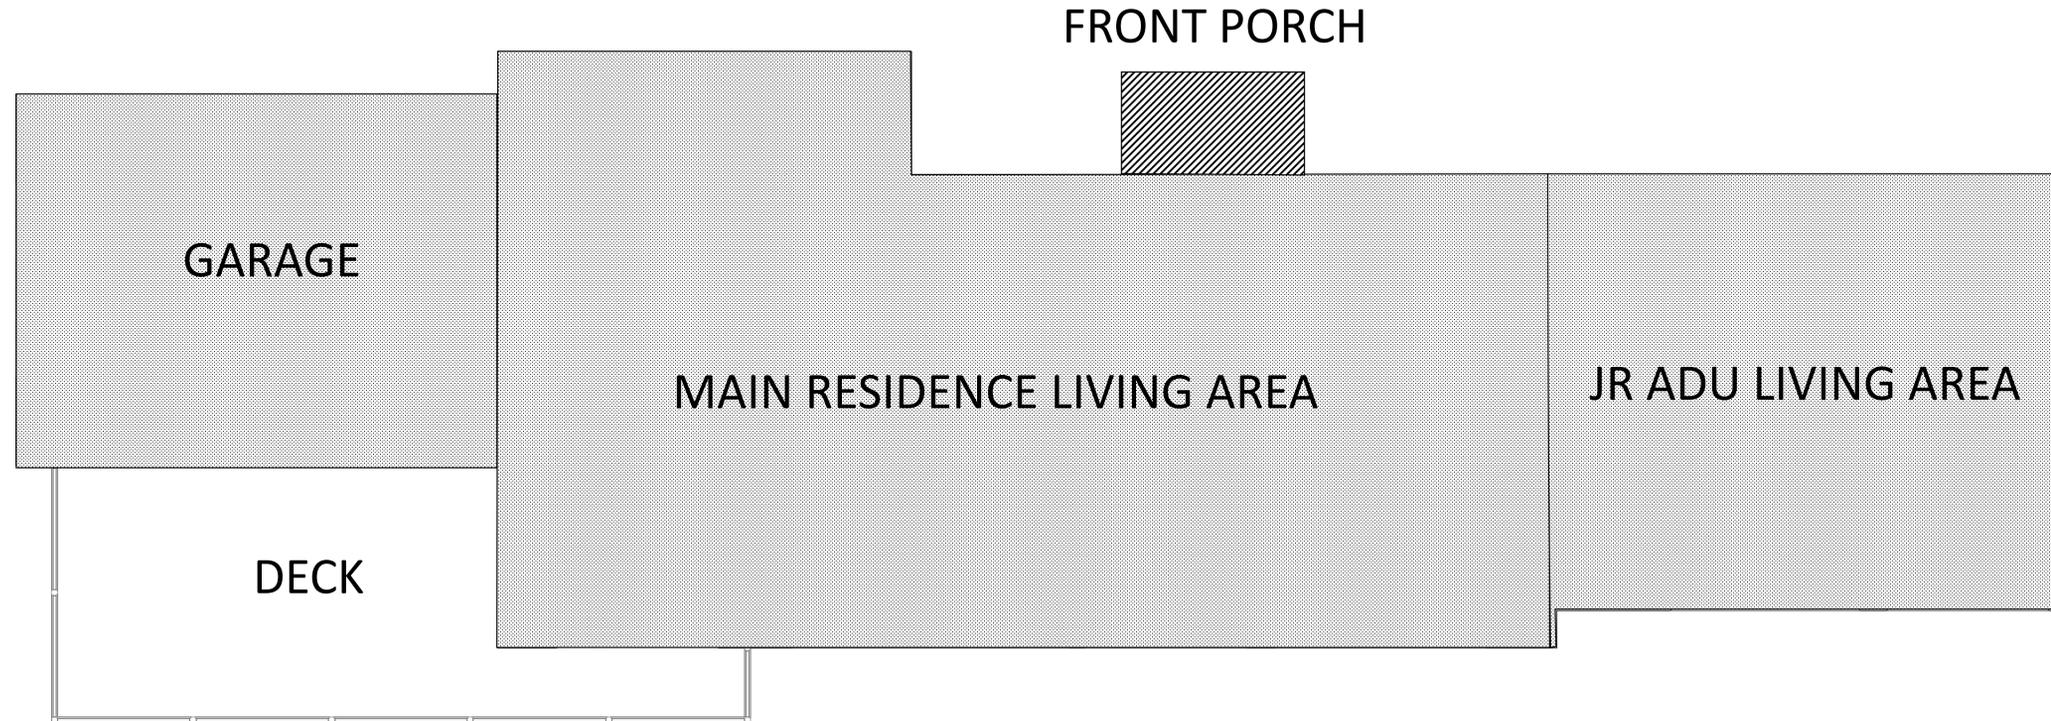 FRONT PORCH
GARAGE
MAIN RESIDENCE LIVING AREA
JR ADU LIVING AREA
DECK